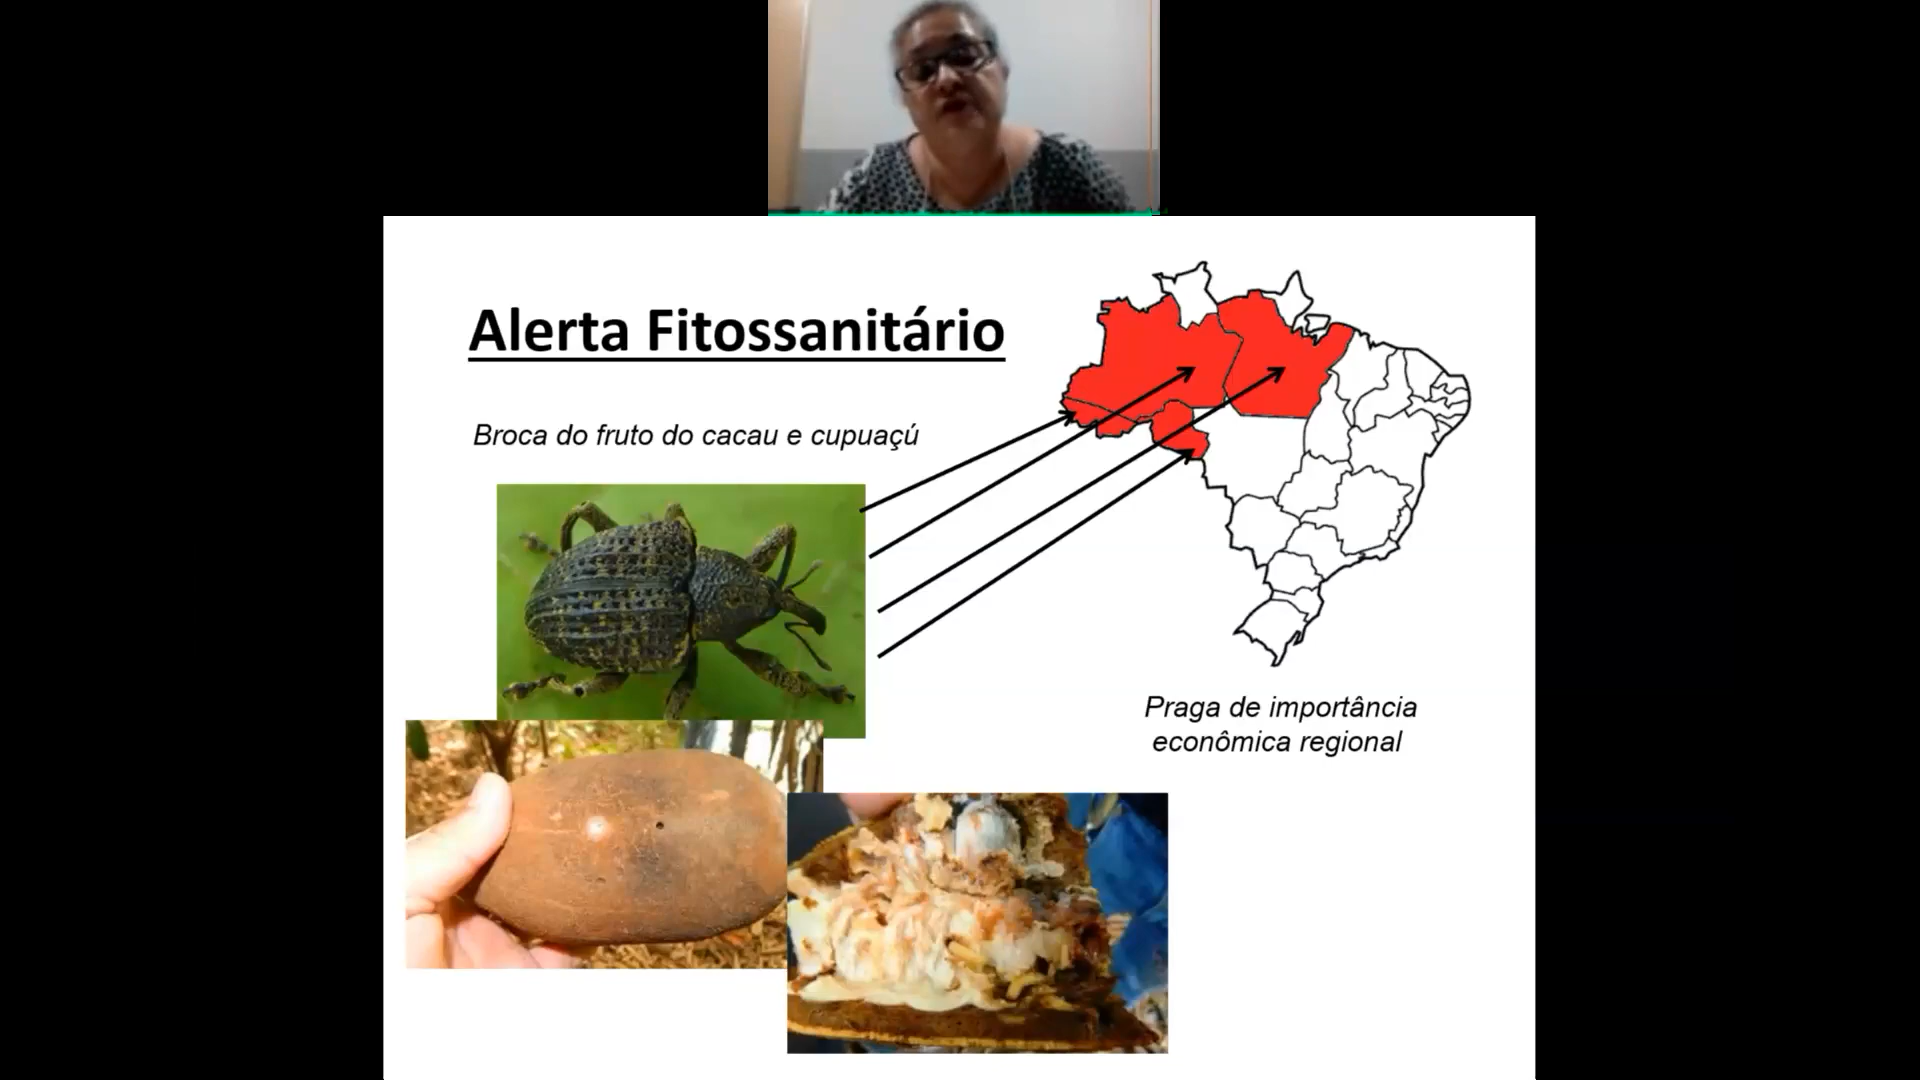 Alerta Fitossanitário
Broca do fruto do cacau e cupuaçú
Praga de importância
econômica regional